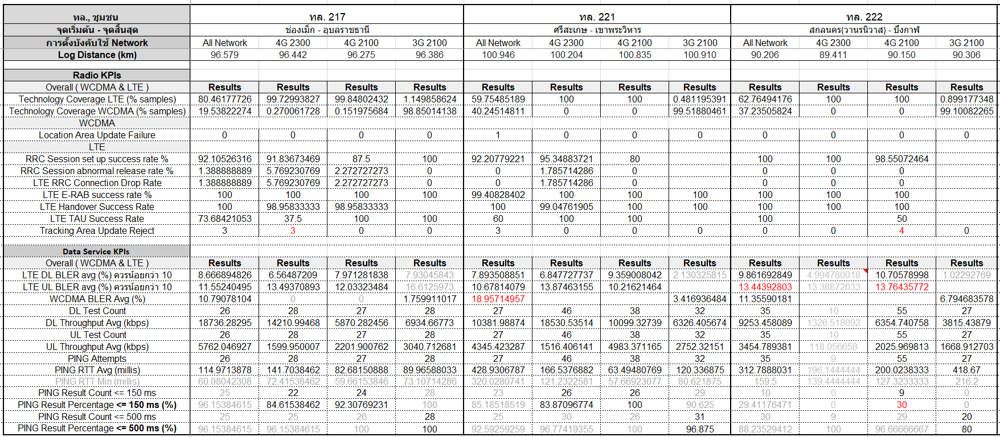 ทล., ชุมชน ทล. 217 ทล. 221 ทล. 222
จุดเริ่มต้น - จุดสิ้นสุด ช่องเม็ก - อุบลราชธานี ศรีสะเกษ - เขาพระวิหาร สกลนคร(วานรนิวาส) - บึงกาฬ
การตั้งบังคับใช้ Network All Network 4G 2300 4G 2100 3G 2100 All Network 4G 2300 4G 2100 3G 2100 All Network 4G 2300 4G 2100 3G 2100
Log Distance (km) 96.579 96.442 96.275 96.386 100.946 100.204 100.835 100.910 90.206 89.411 90.150 90.306
Radio KPIs
Overall ( WCDMA & LTE ) Results Results Results Results Results Results Results Results Results Results Results Results
Technology Coverage LTE (% samples) 80.46177726 99.72993827 99.84802432 1.149858624 59.75485189 100 100 0.481195391 62.76494176 100 100 0.899177348
Technology Coverage WCDMA (% samples) 19.53822274 0.270061728 0.151975684 98.85014138 40.24514811 0 0 99.51880461 37.23505824 0 0 99.10082265
WCDMA
Location Area Update Failure 0 0 0 0 1 0 0 0 0 0 0 0
LTE
RRC Session set up success rate % 92.10526316 91.83673469 87.5 100 92.20779221 95.34883721 80 100 100 98.55072464
RRC Session abnormal release rate % 1.388888889 5.769230769 2.272727273 0 0 1.785714286 0 0 0 0
LTE RRC Connection Drop Rate 1.388888889 5.769230769 2.272727273 0 0 1.785714286 0 0 0 0
LTE E-RAB success rate % 100 100 100 100 99.40828402 100 100 100 100 100 100
LTE Handover Success Rate 100 98.95833333 98.95833333 100 99.04761905 100 100 100 100 100
LTE TAU Success Rate 73.68421053 37.5 100 100 60 100 100 100 50
Tracking Area Update Reject 3 3 0 0 3 0 0 0 0 0 4 0
Data Service KPIs
Overall ( WCDMA & LTE ) Results Results Results Results Results Results Results Results Results Results Results Results
LTE DL BLER avg (%) ควรน้อยกว่า 10 8.666894826 6.56487209 7.971281838 7.93045843 7.893508851 6.847727737 9.359008042 2.130325815 9.861692849 4.994780018 10.70578998 1.02292769
LTE UL BLER avg (%) ควรน้อยกว่า 10 11.55240495 13.49370893 12.03323484 16.6125973 10.67814079 13.87463155 10.21621464 13.44392803 13.38872033 13.76435772
WCDMA BLER Avg (%) 10.79078104 0 0 1.759911017 18.95714957 3.416936484 11.35590181 6.794683578
DL Test Count 26 28 27 28 27 46 38 32 35 10 55 27
DL Throughput Avg (kbps) 18736.28295 14210.99468 5870.282456 6934.66773 10381.98874 18530.53514 10099.32739 6326.405674 9253.458089 1326.518092 6354.740758 3815.43879
UL Test Count 26 28 27 28 27 46 38 32 35 10 55 27
UL Throughput Avg (kbps) 5762.046927 1599.950007 2201.900762 3040.712681 4345.423287 1516.406141 4983.371165 2752.32151 3454.789381 118.056658 2025.969813 1668.912703
PING Attempts 26 28 27 28 27 46 38 32 35 9 55 27
PING RTT Avg (millis) 114.9713878 141.7038462 82.68150888 89.96588033 428.9306787 166.5376882 63.49480769 120.336875 312.7888031 196.1444444 200.0238333 418.67
PING RTT Min (millis) 60.08042308 72.41538462 59.66153846 73.10714286 320.0280741 121.2322581 57.66923077 80.621875 159.5 139.4444444 127.3233333 216.2
PING Result Count <= 150 ms 25 22 24 28 23 26 26 29 10 0 9 0
PING Result Percentage <= 150 ms (%) 96.15384615 84.61538462 92.30769231 100 85.18518519 83.87096774 100 90.625 29.41176471 0 30 0
PING Result Count <= 500 ms 25 25 26 28 25 30 26 31 30 9 29 20
PING Result Percentage <= 500 ms (%) 96.15384615 96.15384615 100 100 92.59259259 96.77419355 100 96.875 88.23529412 100 96.66666667 80